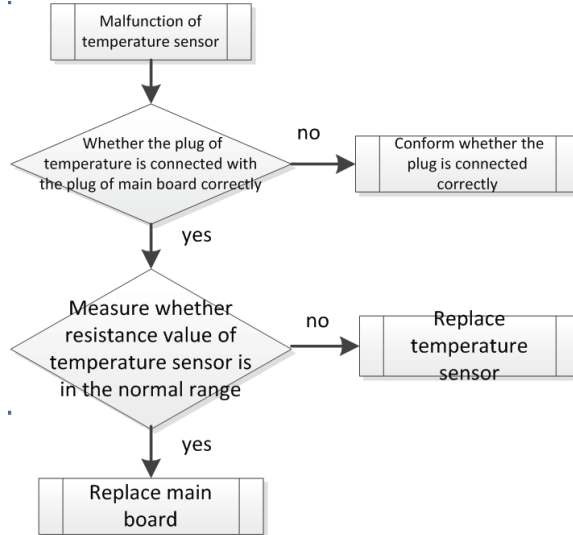 Malfunction of
temperature sensor
Whether the plug of
temperature is connected with
the plug of main board correctly
no
Conform whether the
plug is connected
correctly
yes
Measure whether
resistance value of
temperature sensor is
in the normal range
no
Replace
temperature
sensor
yes
Replace main
board